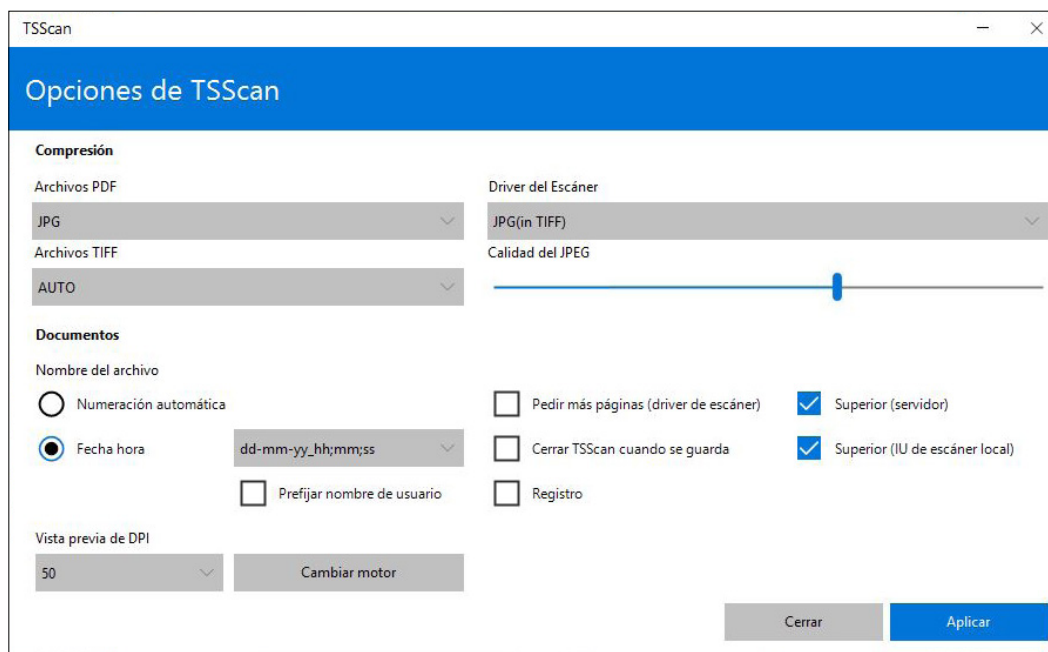 TSScan
Opciones de TSScan
Compresión
Archivos PDF
Driver del Escáner
JPG
JPG(in TIFF)
Archivos TIFF
Calidad del JPEG
AUTO
Documentos
Nombre del archivo
Numeración automática
Pedir más páginas (driver de escáner)
Superior (servidor)
Fecha hora
dd-mm-yy_hh;mm;ss
Cerrar TSScan cuando se guarda
Superior (IU de escáner local)
Prefijar nombre de usuario
Registro
Vista previa de DPI
50
Cambiar motor
Cerrar
Aplicar